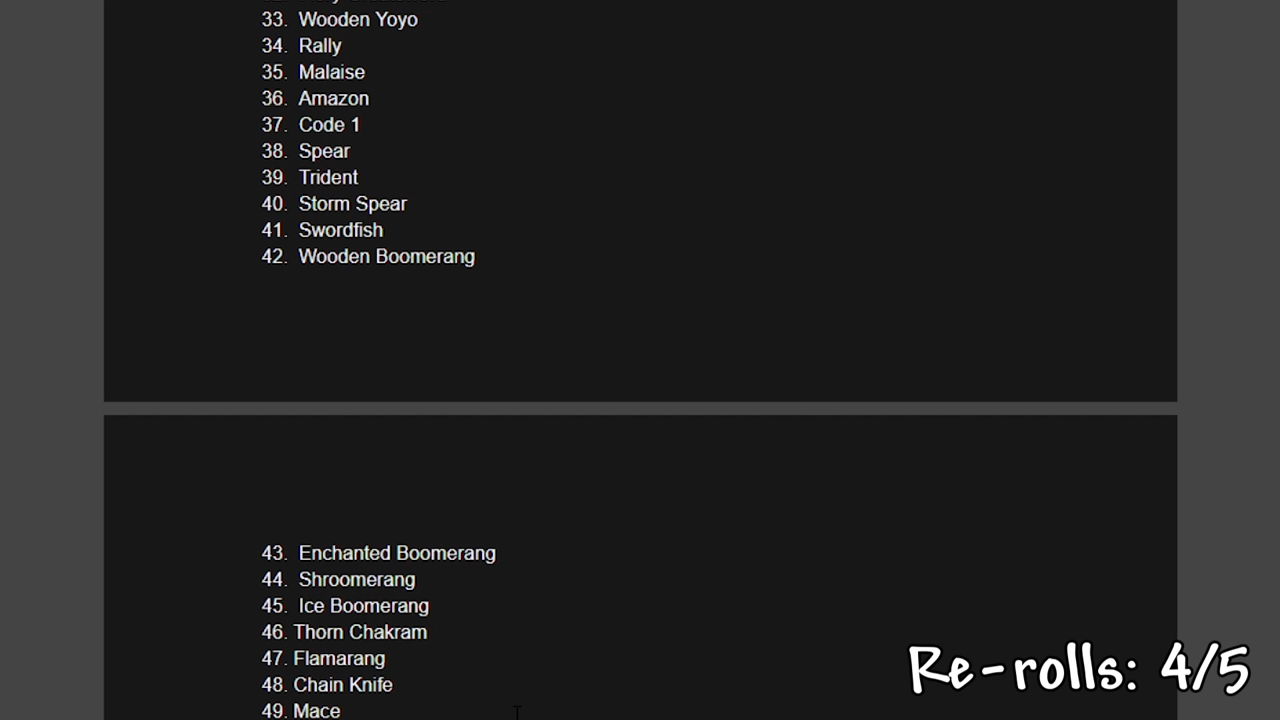 33. Wooden Yoyo
34. Rally
35. Malaise
36. Amazon
37. Code 1
38. Spear
39. Trident
40. Storm Spear
41. Swordfish
42. Wooden Boomerang
43. Enchanted Boomerang
44. Shroomerang
45. Ice Boomerang
46. Thorn Chakram
47. Flamarang
48. Chain Knife
49. Mace
Re-rolls: 4/5